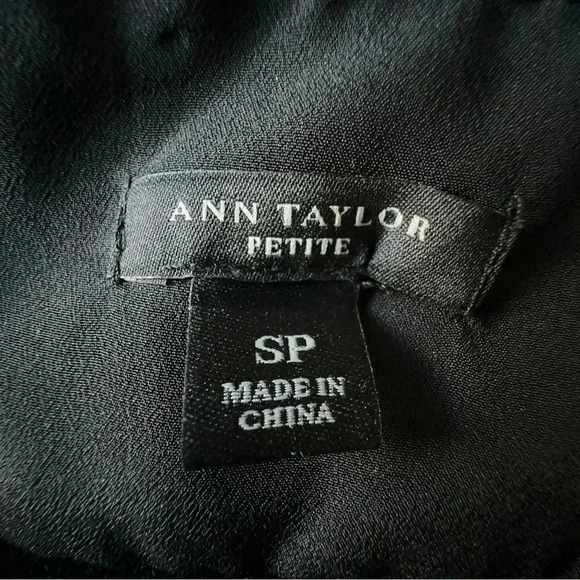 ANN TAYLOR
PETITE
SP
MADE IN
CHINA